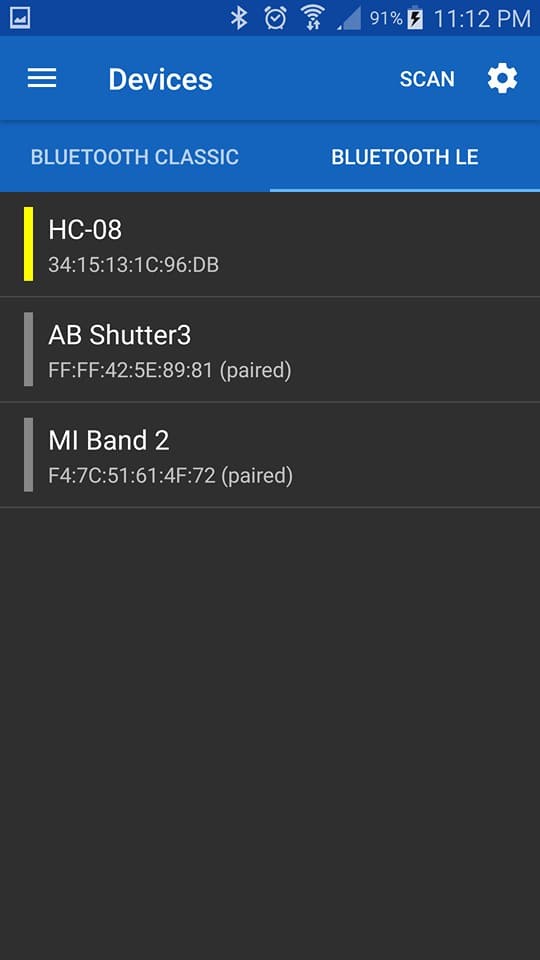 91% 11:12 PM
Devices SCAN
BLUETOOTH CLASSIC BLUETOOTH LE
HC-08
34:15:13:1C:96:DB
AB Shutter3
FF:FF:42:5E:89:81 (paired)
MI Band 2
F4:7C:51:61:4F:72 (paired)